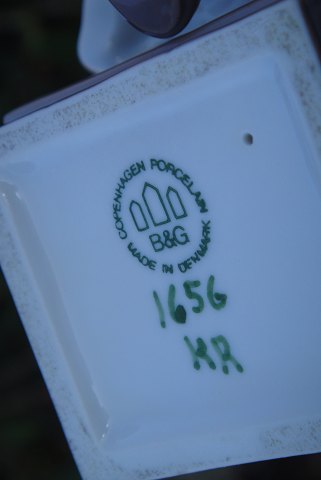 COPENHAGEN PORCELAIN
B&G
MADE IN DENMARK
1656
KR